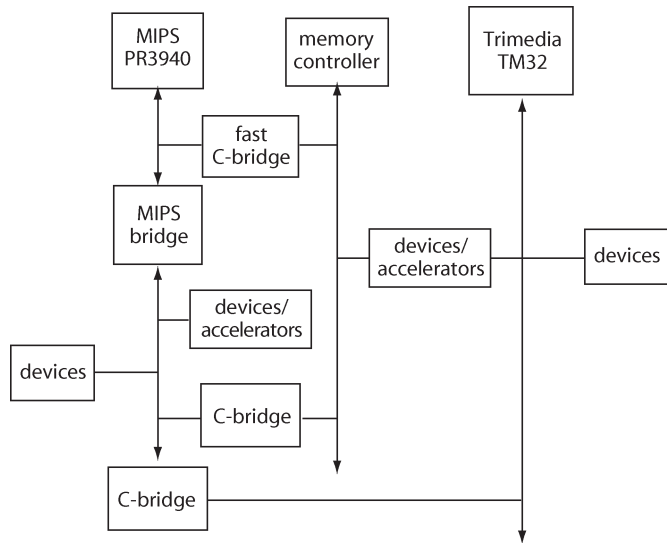 MIPS
PR3940
memory
controller
Trimedia
TM32
fast
C-bridge
MIPS
bridge
devices/
accelerators
devices
devices/
accelerators
devices
C-bridge
C-bridge